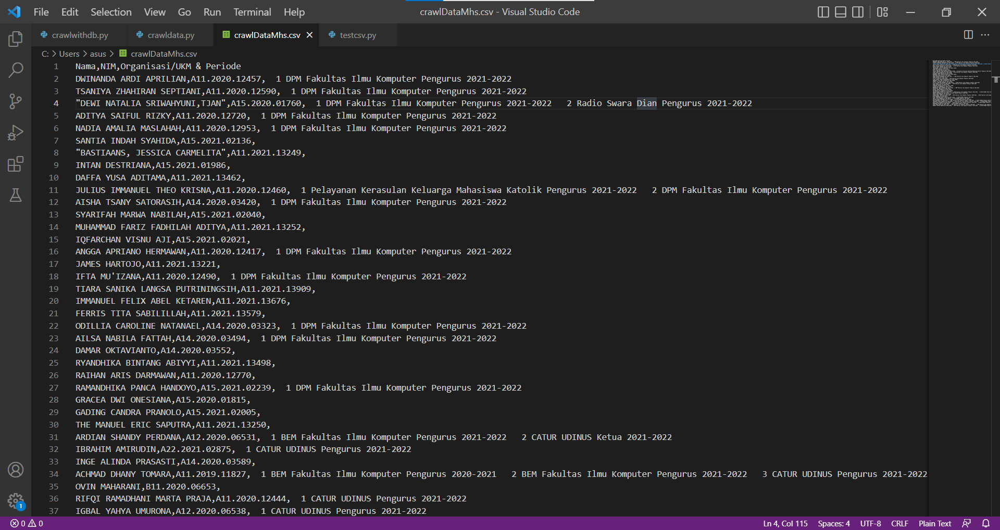 File Edit Selection View Go Run Terminal Help crawlDataMhs.csv - Visual Studio Code
crawlwithdb.py crawldata.py crawlDataMhs.csv testcsv.py
C: > Users > asus > crawlDataMhs.csv
1 Nama,NIM,Organisasi/UKM & Periode
2 DWINANDA ARDI APRILIAN,A11.2020.12457, 1 DPM Fakultas Ilmu Komputer Pengurus 2021-2022
3 TSANIYA ZHAHIRAN SEPTIANI,A11.2020.12590, 1 DPM Fakultas Ilmu Komputer Pengurus 2021-2022
4 "DEWI NATALIA SRIWAHYUNI,TJAN",A15.2020.01760, 1 DPM Fakultas Ilmu Komputer Pengurus 2021-2022 2 Radio Swara Dian Pengurus 2021-2022
5 ADITYA SAIFUL RIZKY,A11.2020.12720, 1 DPM Fakultas Ilmu Komputer Pengurus 2021-2022
6 NADIA AMALIA MASLAHAH,A11.2020.12953, 1 DPM Fakultas Ilmu Komputer Pengurus 2021-2022
7 SANTIA INDAH SYAHIDA,A15.2021.02136,
8 "BASTIAANS, JESSICA CARMELITA",A11.2021.13249,
9 INTAN DESTRIANA,A15.2021.01986,
10 DAFFA YUSA ADITAMA,A11.2021.13462,
11 JULIUS IMMANUEL THEO KRISNA,A11.2020.12460, 1 Pelayanan Kerasulan Keluarga Mahasiswa Katolik Pengurus 2021-2022 2 DPM Fakultas Ilmu Komputer Pengurus 2021-2022
12 AISHA TSANY SATORASIH,A14.2020.03420, 1 DPM Fakultas Ilmu Komputer Pengurus 2021-2022
13 SYARIFAH MARWA NABILAH,A15.2021.02040,
14 MUHAMMAD FARIZ FADHILAH ADITYA,A11.2021.13252,
15 IQFARCHAN VISNU AJI,A15.2021.02021,
16 ANGGA APRIANO HERMAWAN,A11.2020.12417, 1 DPM Fakultas Ilmu Komputer Pengurus 2021-2022
17 JAMES HARTOJO,A11.2021.13221,
18 IFTA MU'IZANA,A11.2020.12490, 1 DPM Fakultas Ilmu Komputer Pengurus 2021-2022
19 TIARA SANIKA LANGSA PUTRININGSIH,A11.2021.13909,
20 IMMANUEL FELIX ABEL KETAREN,A11.2021.13676,
21 FERRIS TITA SABILILLAH,A11.2021.13579,
22 ODILLIA CAROLINE NATANAEL,A14.2020.03323, 1 DPM Fakultas Ilmu Komputer Pengurus 2021-2022
23 AILSA NABILA FATTAH,A14.2020.03494, 1 DPM Fakultas Ilmu Komputer Pengurus 2021-2022
24 DAMAR OKTAVIANTO,A14.2020.03552,
25 RYANDHIKA BINTANG ABIYYI,A11.2021.13498,
26 RAIHAN ARIS DARMAWAN,A11.2020.12770,
27 RAMANDHIKA PANCA HANDOYO,A15.2021.02239, 1 DPM Fakultas Ilmu Komputer Pengurus 2021-2022
28 GRACEA DWI ONESIANA,A15.2020.01815,
29 GADING CANDRA PRANOLO,A15.2021.02005,
30 THE MANUEL ERIC SAPUTRA,A11.2021.13250,
31 ARDIAN SHANDY PERDANA,A12.2020.06531, 1 BEM Fakultas Ilmu Komputer Pengurus 2021-2022 2 CATUR UDINUS Ketua 2021-2022
32 IBRAHIM AMIRUDIN,A22.2021.02875, 1 CATUR UDINUS Pengurus 2021-2022
33 INGE ALINDA PRASASTI,A14.2020.03589,
34 ACHMAD DHANY TOMARA,A11.2019.11827, 1 BEM Fakultas Ilmu Komputer Pengurus 2020-2021 2 BEM Fakultas Ilmu Komputer Pengurus 2021-2022 3 CATUR UDINUS Pengurus 2021-2022
35 OVIN MAHARANI,B11.2020.06653,
36 RIFQI RAMADHANI MARTA PRAJA,A11.2020.12444, 1 CATUR UDINUS Pengurus 2021-2022
37 IGBAL YAHYA UMURONA,A12.2020.06538, 1 CATUR UDINUS Pengurus 2021-2022
1
0 0 Ln 4, Col 115 Spaces: 4 UTF-8 CRLF Plain Text